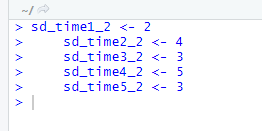 ~/
> sd_time1_2 <- 2
>     sd_time2_2 <- 4
>     sd_time3_2 <- 3
>     sd_time4_2 <- 5
>     sd_time5_2 <- 3
>